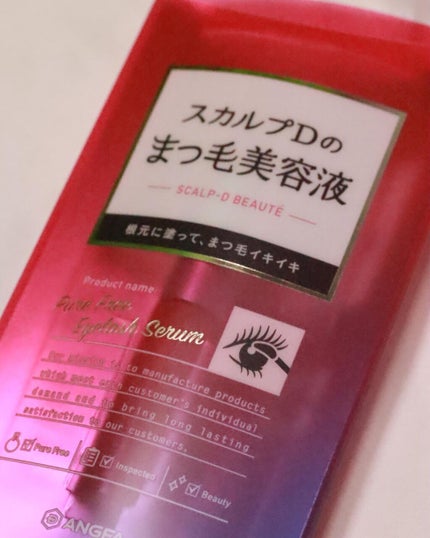 スカルプDの
まつ毛美容液
SCALP-D BEAUTÉ
根元に塗って、まつ毛イキイキ
Product name:
Pure Free
Eyelash Serum
Our mission is to manufacture products
which meet each customer's individual
demand and to bring long lasting
satisfaction to our customers.
Pure Free
Inspected
Beauty
ANGFA